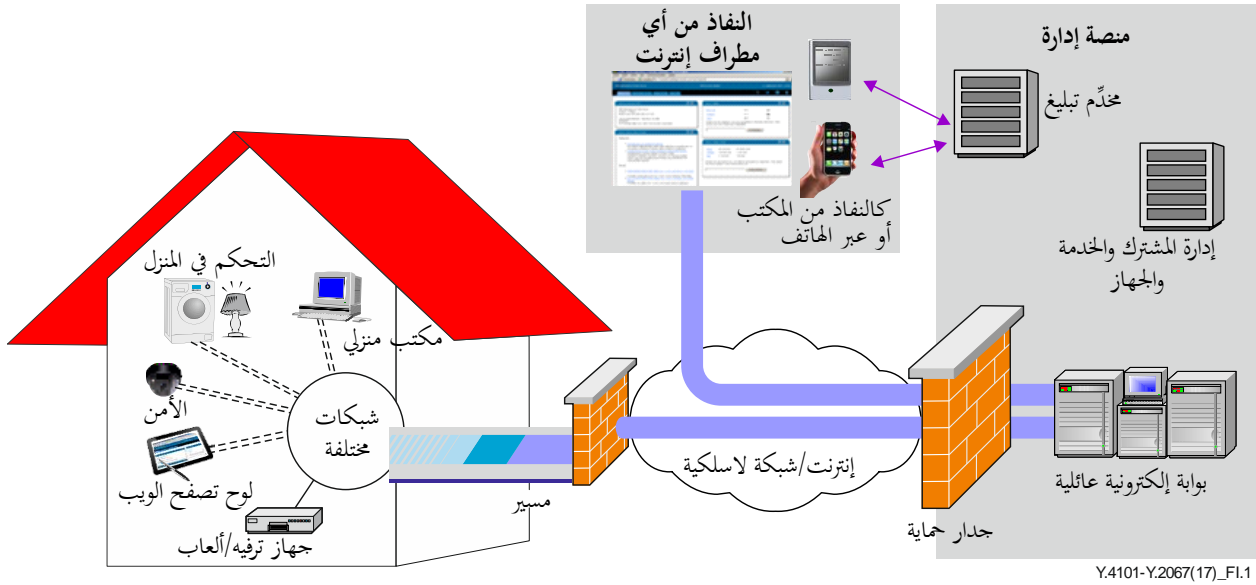 النفاذ من أي
مطراف إنترنت
منصة إدارة
مخدِّم تبليغ
كالنفاذ من المكتب
أو عبر الهاتف
إدارة المشترك والخدمة
والجهاز
التحكم في المنزل
مكتب منزلي
الأمن
شبكات
مختلفة
لوح تصفح الويب
جهاز ترفيه/ألعاب
مسير
إنترنت/شبكة لاسلكية
جدار حماية
بوابة إلكترونية عائلية
Y.4101-Y.2067(17)_FI.1